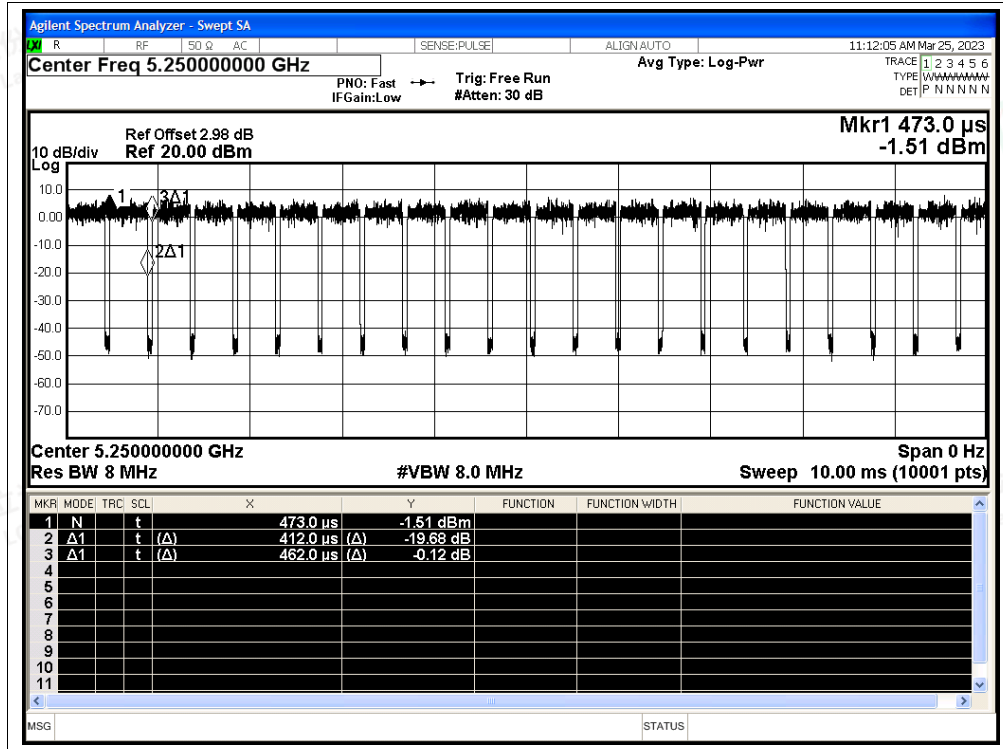 Agilent Spectrum Analyzer - Swept SA
LXI R RF 50 Ω AC SENSE:PULSE ALIGN AUTO 11:12:05 AM Mar 25, 2023
Center Freq 5.250000000 GHz
PNO: Fast
IFGain:Low
Trig: Free Run
#Atten: 30 dB
Avg Type: Log-Pwr
TRACE 1 2 3 4 5 6
TYPE
DET P N N N N N
Mkr1 473.0 µs
-1.51 dBm
Ref Offset 2.98 dB
10 dB/div Ref 20.00 dBm
Log
10.0
0.00
-10.0
-20.0
-30.0
-40.0
-50.0
-60.0
-70.0
1 3Δ1
2Δ1
Center 5.250000000 GHz Span 0 Hz
Res BW 8 MHz #VBW 8.0 MHz Sweep 10.00 ms (10001 pts)
MKR MODE TRC SCL X Y FUNCTION FUNCTION WIDTH FUNCTION VALUE
1 N t 473.0 µs -1.51 dBm
2 Δ1 t (Δ) 412.0 µs (Δ) -19.68 dB
3 Δ1 t (Δ) 462.0 µs (Δ) -0.12 dB
4
5
6
7
8
9
10
11
MSG STATUS